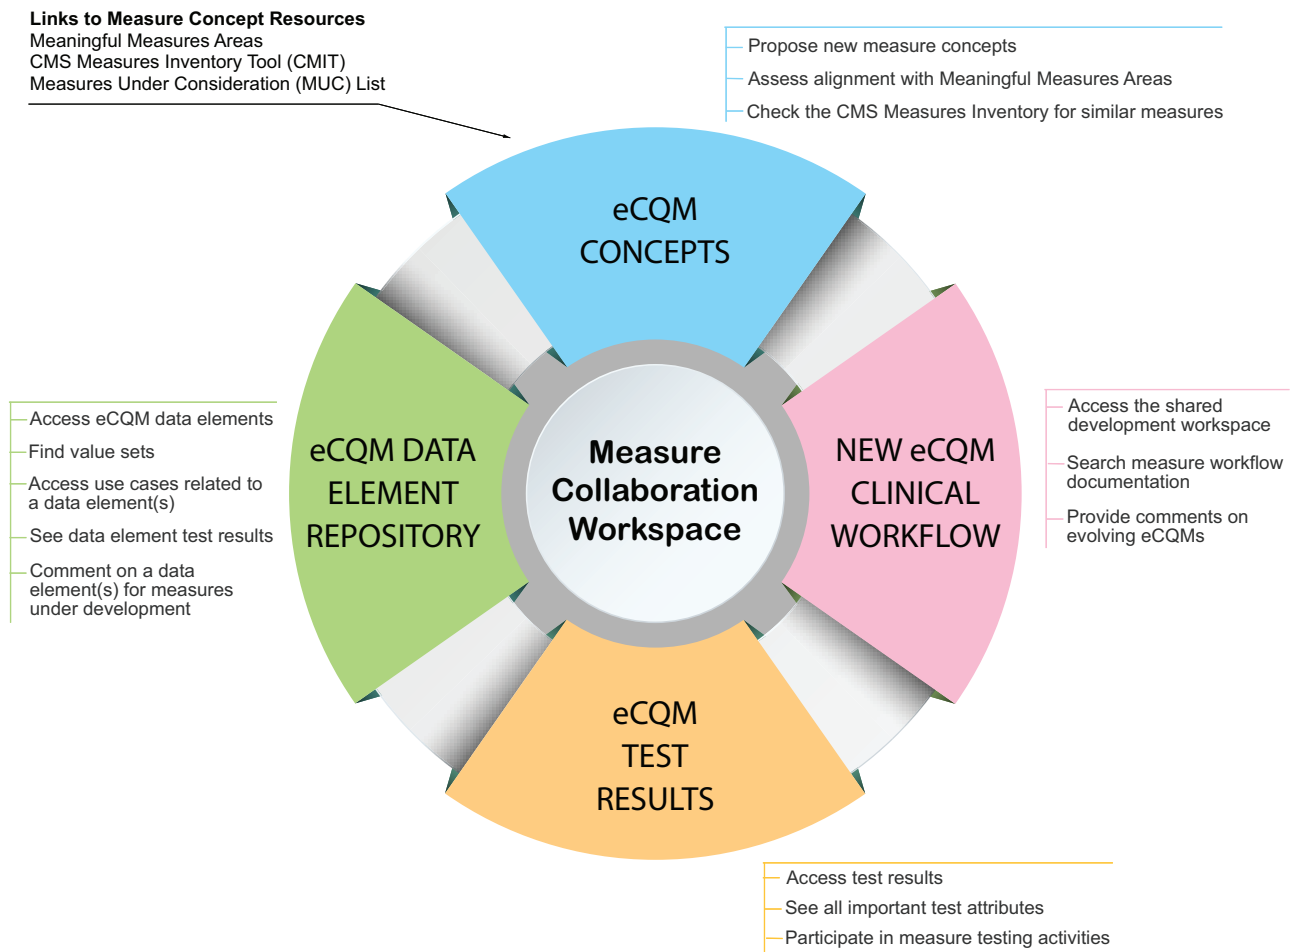 Links to Measure Concept Resources
Meaningful Measures Areas
CMS Measures Inventory Tool (CMIT)
Measures Under Consideration (MUC) List
Propose new measure concepts
Assess alignment with Meaningful Measures Areas
Check the CMS Measures Inventory for similar measures
eCQM
CONCEPTS
Access eCQM data elements
Find value sets
Access use cases related to
a data element(s)
See data element test results
Comment on a data
element(s) for measures
under development
eCQM DATA
ELEMENT
REPOSITORY
Measure
Collaboration
Workspace
NEW eCQM
CLINICAL
WORKFLOW
Access the shared
development workspace
Search measure workflow
documentation
Provide comments on
evolving eCQMs
eCQM
TEST
RESULTS
Access test results
See all important test attributes
Participate in measure testing activities